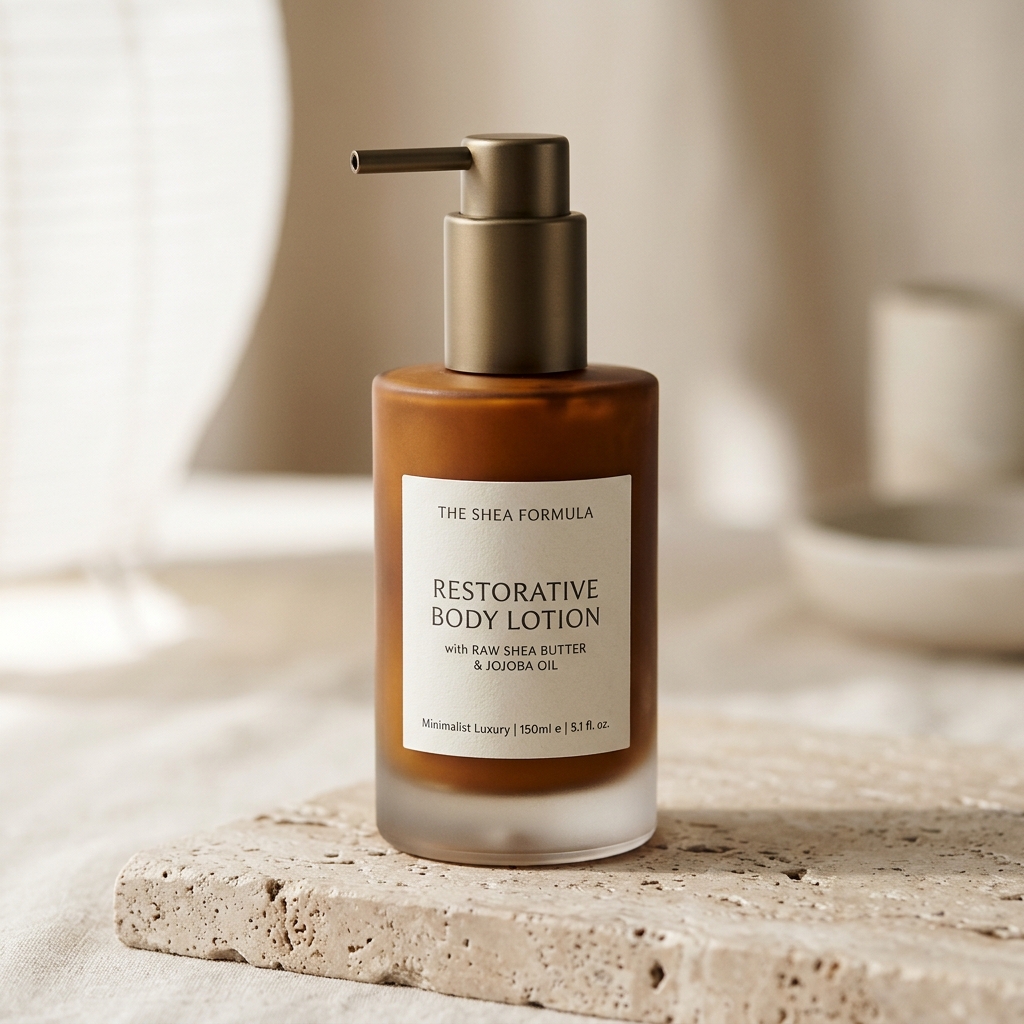 THE SHEA FORMULA
RESTORATIVE
BODY LOTION
with RAW SHEA BUTTER
& JOJOBA OIL
Minimalist Luxury | 150ml e | 5.1 fl. oz.